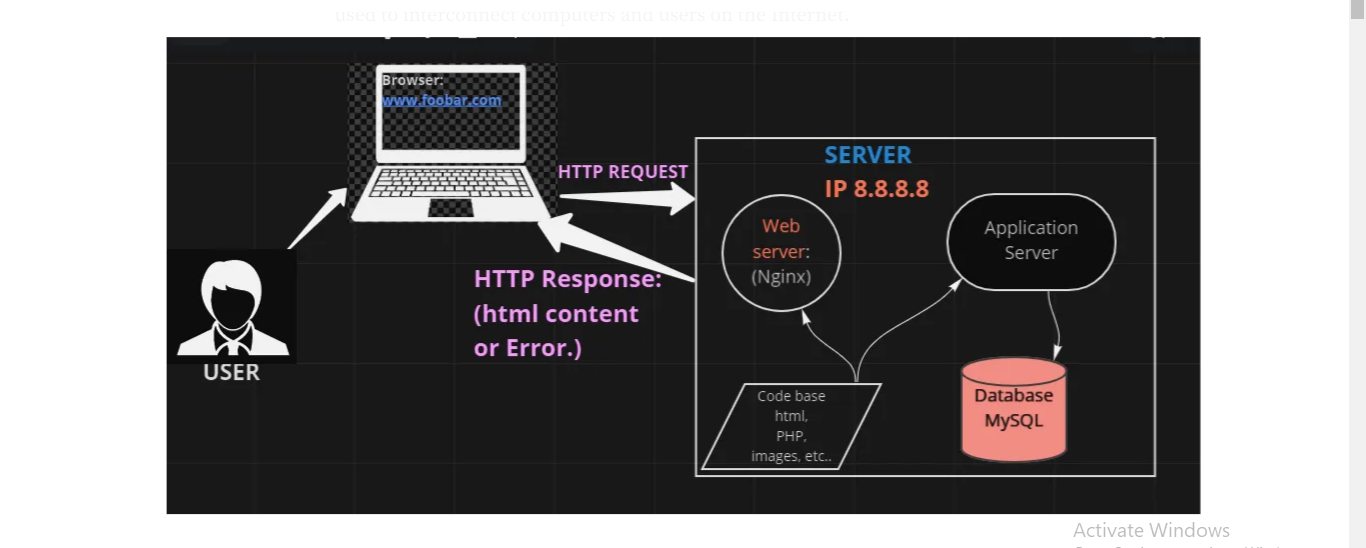 used to interconnect computers and users on the Internet.
Browser:
www.foobar.com
HTTP REQUEST
SERVER
IP 8.8.8.8
Web
server:
(Nginx)
Application
Server
HTTP Response:
(html content
or Error.)
USER
Code base
html,
PHP,
images, etc..
Database
MySQL
Activate Windows